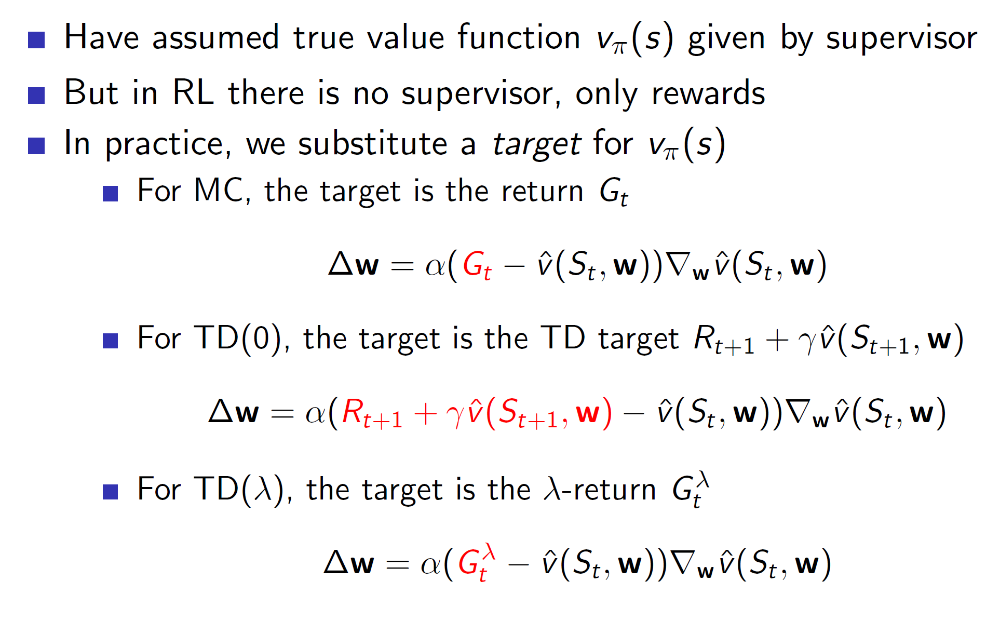 Have assumed true value function $v_\pi(s)$ given by supervisor
But in RL there is no supervisor, only rewards
In practice, we substitute a target for $v_\pi(s)$
For MC, the target is the return $G_t$
$\Delta \mathbf{w} = \alpha(G_t - \hat{v}(S_t, \mathbf{w}))\nabla_{\mathbf{w}} \hat{v}(S_t, \mathbf{w})$
For TD(0), the target is the TD target $R_{t+1} + \gamma \hat{v}(S_{t+1}, \mathbf{w})$
$\Delta \mathbf{w} = \alpha(R_{t+1} + \gamma \hat{v}(S_{t+1}, \mathbf{w}) - \hat{v}(S_t, \mathbf{w}))\nabla_{\mathbf{w}} \hat{v}(S_t, \mathbf{w})$
For TD($\lambda$), the target is the $\lambda$-return $G_t^\lambda$
$\Delta \mathbf{w} = \alpha(G_t^\lambda - \hat{v}(S_t, \mathbf{w}))\nabla_{\mathbf{w}} \hat{v}(S_t, \mathbf{w})$